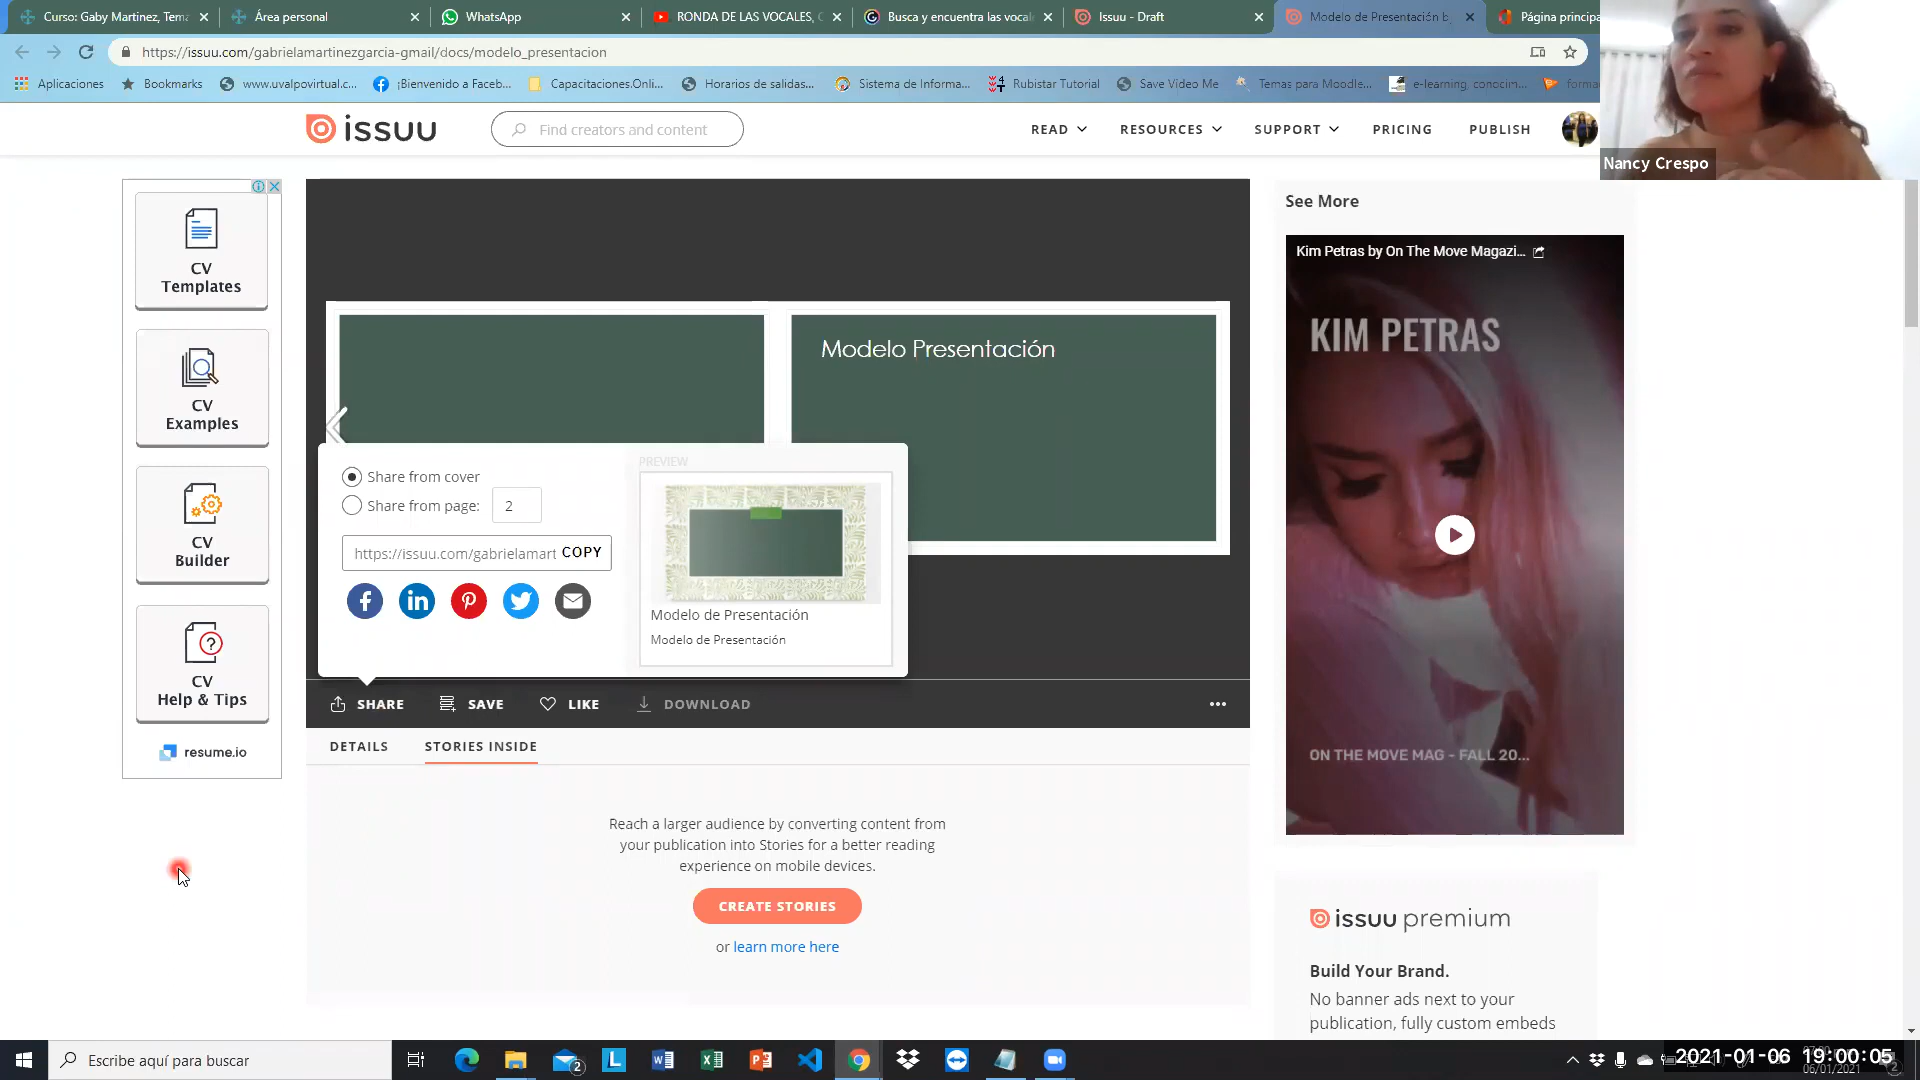 Curso: Gaby Martinez, Tema
Área personal
WhatsApp
RONDA DE LAS VOCALES,
Busca y encuentra las vocal
Issuu - Draft
Modelo de Presentación b
Página principa
https://issuu.com/gabrielamartinezgarcia-gmail/docs/modelo_presentacion
Aplicaciones
Bookmarks
www.uvalpovirtual.c...
¡Bienvenido a Faceb...
Capacitaciones.Onli...
Horarios de salidas...
Sistema de Informa...
Rubistar Tutorial
Save Video Me
Temas para Moodle...
e-learning, conocim...
forma
issuu
Find creators and content
READ
RESOURCES
SUPPORT
PRICING
PUBLISH
Nancy Crespo
CV
Templates
CV
Examples
CV
Builder
CV
Help & Tips
resume.io
Modelo Presentación
Share from cover
Share from page: 2
https://issuu.com/gabrielamart COPY
PREVIEW
Modelo de Presentación
Modelo de Presentación
SHARE
SAVE
LIKE
DOWNLOAD
DETAILS
STORIES INSIDE
Reach a larger audience by converting content from
your publication into Stories for a better reading
experience on mobile devices.
CREATE STORIES
or learn more here
See More
Kim Petras by On The Move Magazi...
KIM PETRAS
ON THE MOVE MAG - FALL 20...
issuu premium
Build Your Brand.
No banner ads next to your
publication, fully custom embeds
Escribe aquí para buscar
2
2021-01-06 19:00:05
06/01/2021